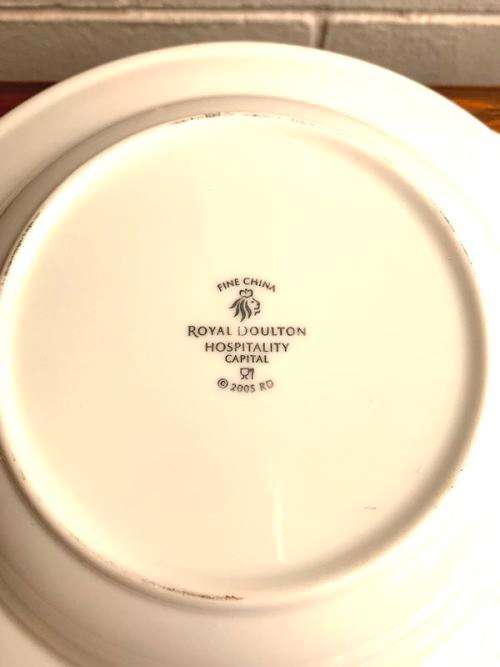 FINE CHINA
ROYAL DOULTON
HOSPITALITY
CAPITAL
© 2005 RD